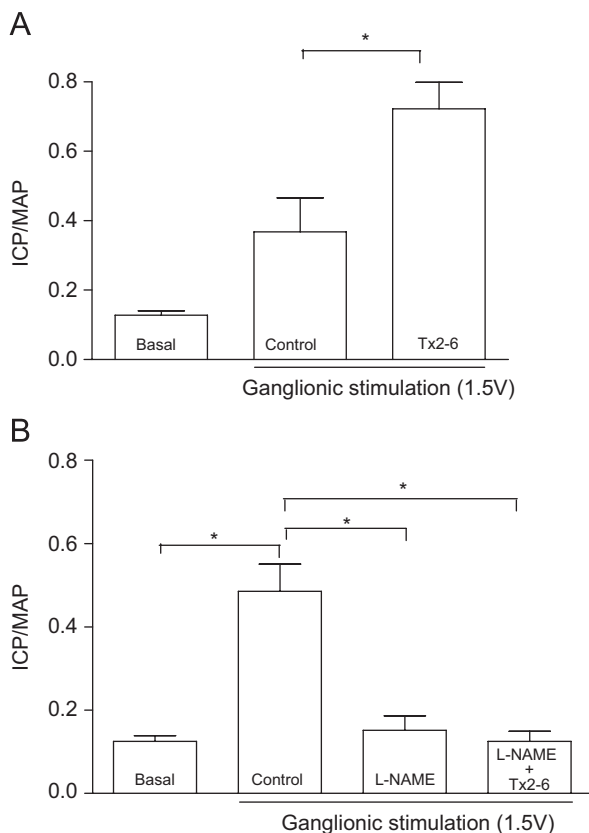 A
*
0.8
0.6
0.4
0.2
0.0
ICP/MAP
Basal
Control
Tx2-6
Ganglionic stimulation (1.5V)
B
*
*
*
0.8
0.6
0.4
0.2
0.0
ICP/MAP
Basal
Control
L-NAME
L-NAME
+
Tx2-6
Ganglionic stimulation (1.5V)